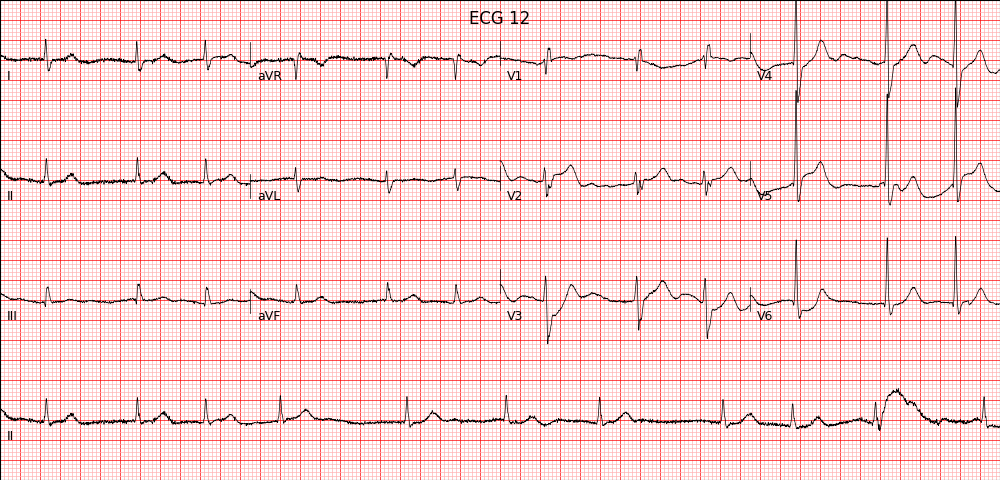 ECG 12
I aVR V1 V4
II aVL V2 V5
III aVF V3 V6
II